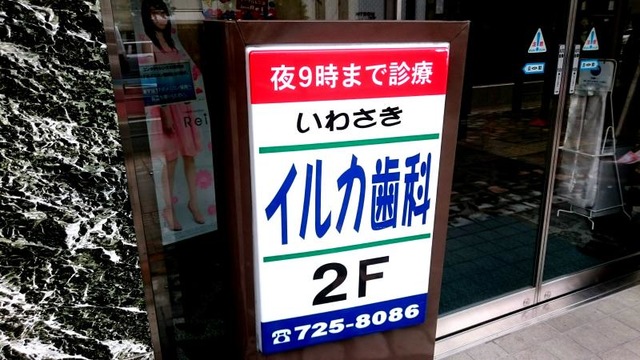 夜9時まで診療
いわさき
イルカ歯科
2F
☎725-8086
Rei